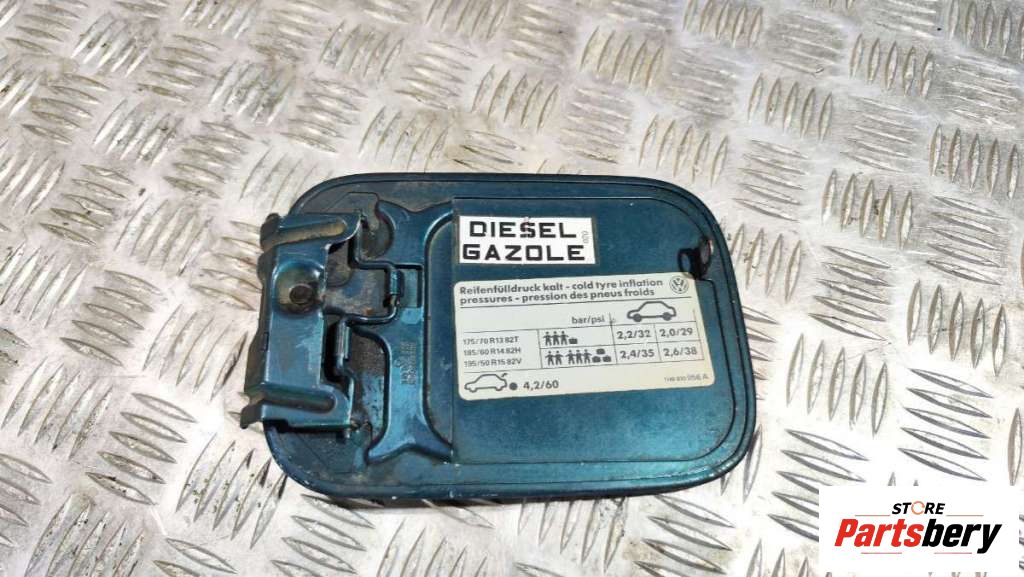 DIESEL
GAZOLE
Reifenfülldruck kalt - cold tyre inflation
pressures - pression des pneus froids
bar/psi
175/70 R13 82T
185/60 R14 82H
195/50 R15 82V
2,2/32 2,0/29
2,4/35 2,6/38
4,2/60
STORE
Partsbery